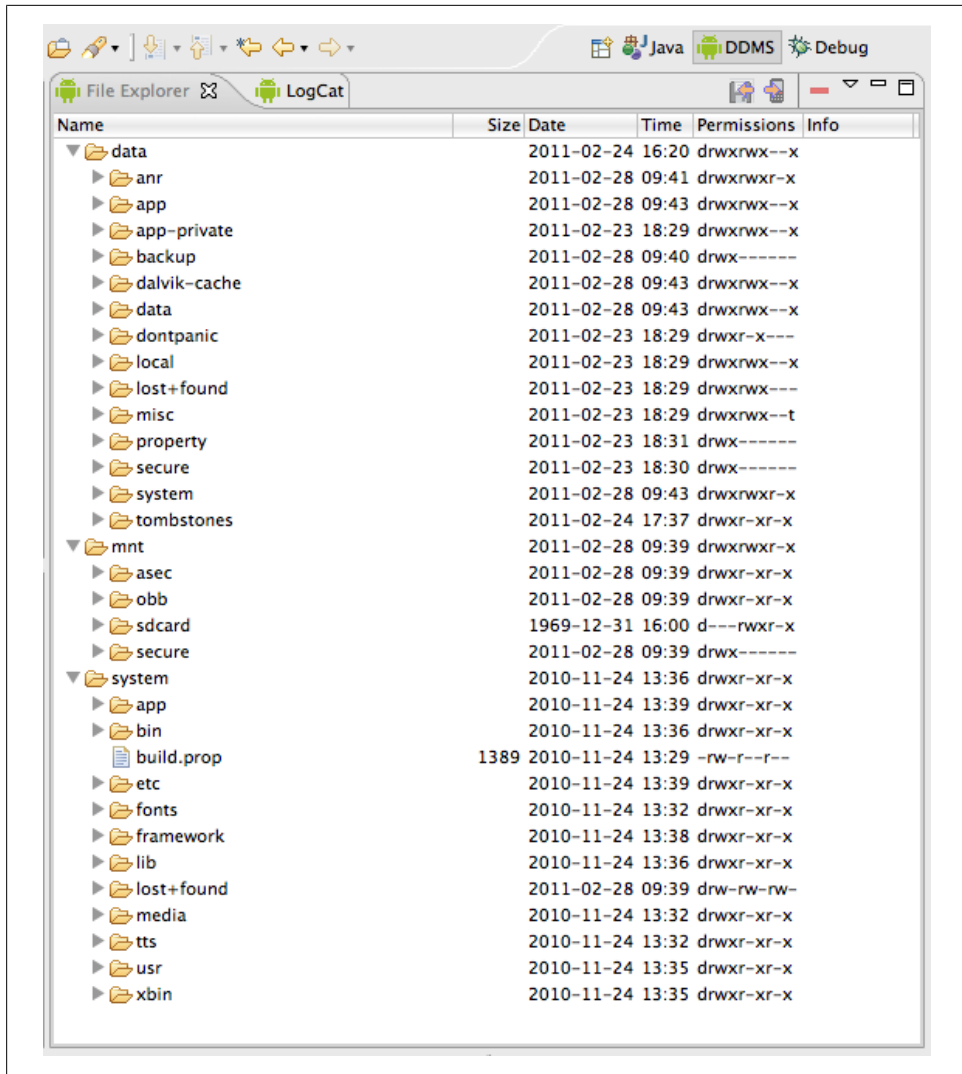 Java DDMS Debug
File Explorer LogCat
Name Size Date Time Permissions Info
data 2011-02-24 16:20 drwxrwx--x
anr 2011-02-28 09:41 drwxrwxr-x
app 2011-02-28 09:43 drwxrwx--x
app-private 2011-02-23 18:29 drwxrwx--x
backup 2011-02-28 09:40 drwx------
dalvik-cache 2011-02-28 09:43 drwxrwx--x
data 2011-02-28 09:43 drwxrwx--x
dontpanic 2011-02-23 18:29 drwxr-x---
local 2011-02-23 18:29 drwxrwx--x
lost+found 2011-02-23 18:29 drwxrwx---
misc 2011-02-23 18:29 drwxrwx--t
property 2011-02-23 18:31 drwx------
secure 2011-02-23 18:30 drwx------
system 2011-02-28 09:43 drwxrwxr-x
tombstones 2011-02-24 17:37 drwxr-xr-x
mnt 2011-02-28 09:39 drwxrwxr-x
asec 2011-02-28 09:39 drwxr-xr-x
obb 2011-02-28 09:39 drwxr-xr-x
sdcard 1969-12-31 16:00 d---rwxr-x
secure 2011-02-28 09:39 drwx------
system 2010-11-24 13:36 drwxr-xr-x
app 2010-11-24 13:39 drwxr-xr-x
bin 2010-11-24 13:36 drwxr-xr-x
build.prop 1389 2010-11-24 13:29 -rw-r--r--
etc 2010-11-24 13:39 drwxr-xr-x
fonts 2010-11-24 13:32 drwxr-xr-x
framework 2010-11-24 13:38 drwxr-xr-x
lib 2010-11-24 13:36 drwxr-xr-x
lost+found 2011-02-28 09:39 drw-rw-rw-
media 2010-11-24 13:32 drwxr-xr-x
tts 2010-11-24 13:32 drwxr-xr-x
usr 2010-11-24 13:35 drwxr-xr-x
xbin 2010-11-24 13:35 drwxr-xr-x